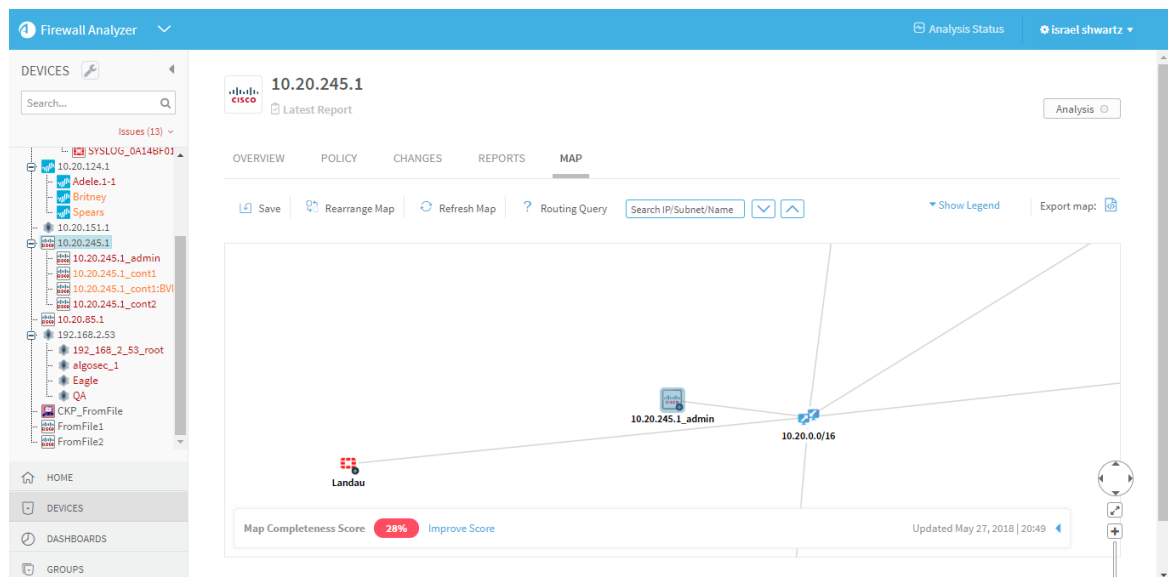 Firewall Analyzer
Analysis Status
israel shwartz
DEVICES
Search...
Issues (13)
SYSLOG_0A14BF01
10.20.124.1
Adele.1-1
Britney
Spears
10.20.151.1
10.20.245.1
10.20.245.1_admin
10.20.245.1_cont1
10.20.245.1_cont1:BVI
10.20.245.1_cont2
10.20.85.1
192.168.2.53
192_168_2_53_root
algosec_1
Eagle
QA
CKP_FromFile
FromFile1
FromFile2
HOME
DEVICES
DASHBOARDS
GROUPS
CISCO
10.20.245.1
Latest Report
Analysis
OVERVIEW POLICY CHANGES REPORTS MAP
Save Rearrange Map Refresh Map ? Routing Query Search IP/Subnet/Name Show Legend Export map:
10.20.245.1_admin
10.20.0.0/16
Landau
Map Completeness Score 28% Improve Score Updated May 27, 2018 | 20:49